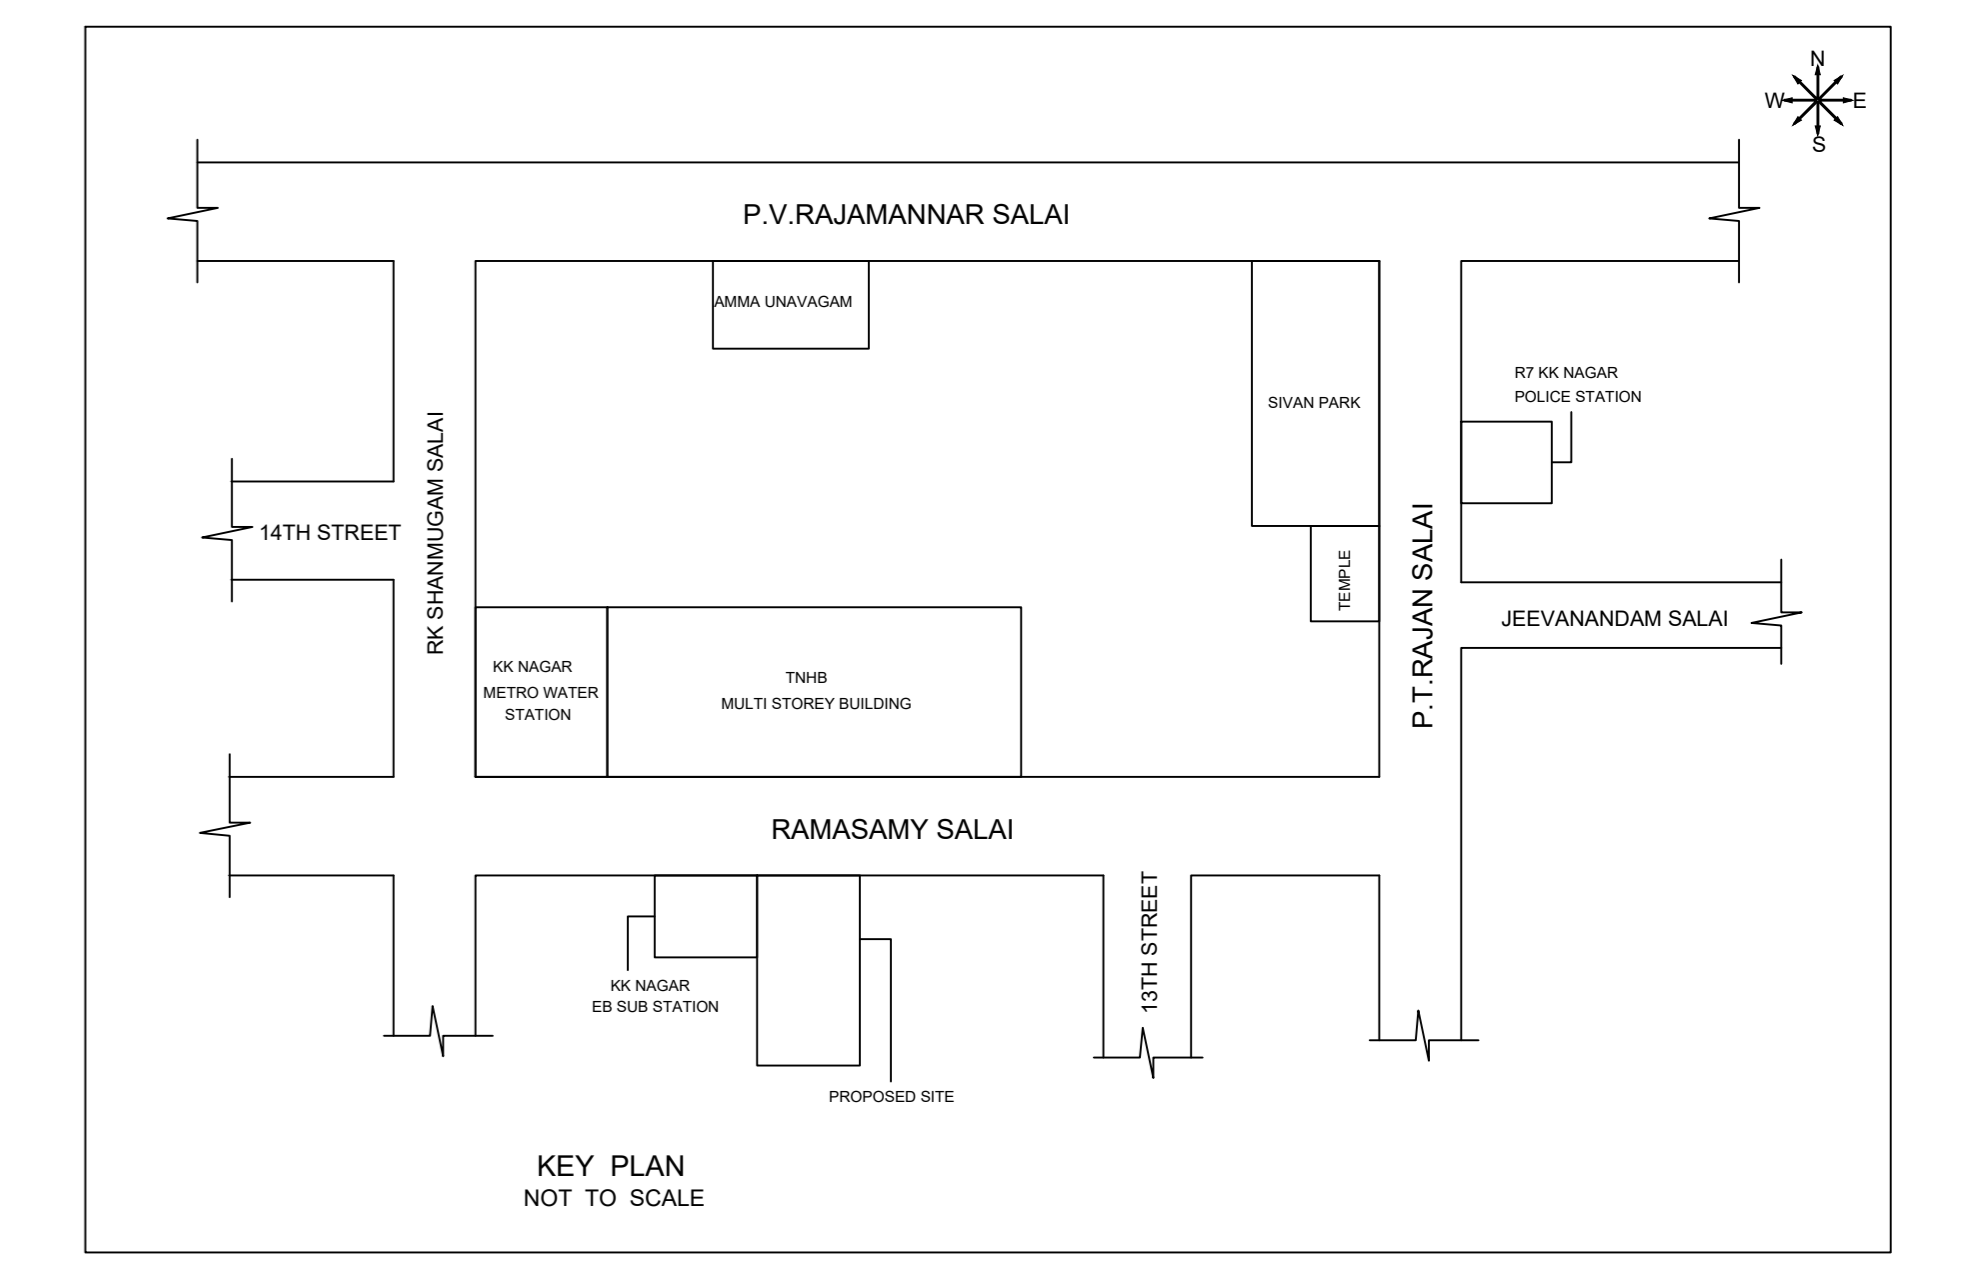 N
W E
S
P.V.RAJAMANNAR SALAI
AMMA UNAVAGAM
R7 KK NAGAR
POLICE STATION
SIVAN PARK
RK SHANMUGAM SALAI
14TH STREET
TEMPLE
P.T.RAJAN SALAI
JEEVANANDAM SALAI
KK NAGAR
METRO WATER
STATION
TNHB
MULTI STOREY BUILDING
RAMASAMY SALAI
13TH STREET
KK NAGAR
EB SUB STATION
PROPOSED SITE
KEY PLAN
NOT TO SCALE